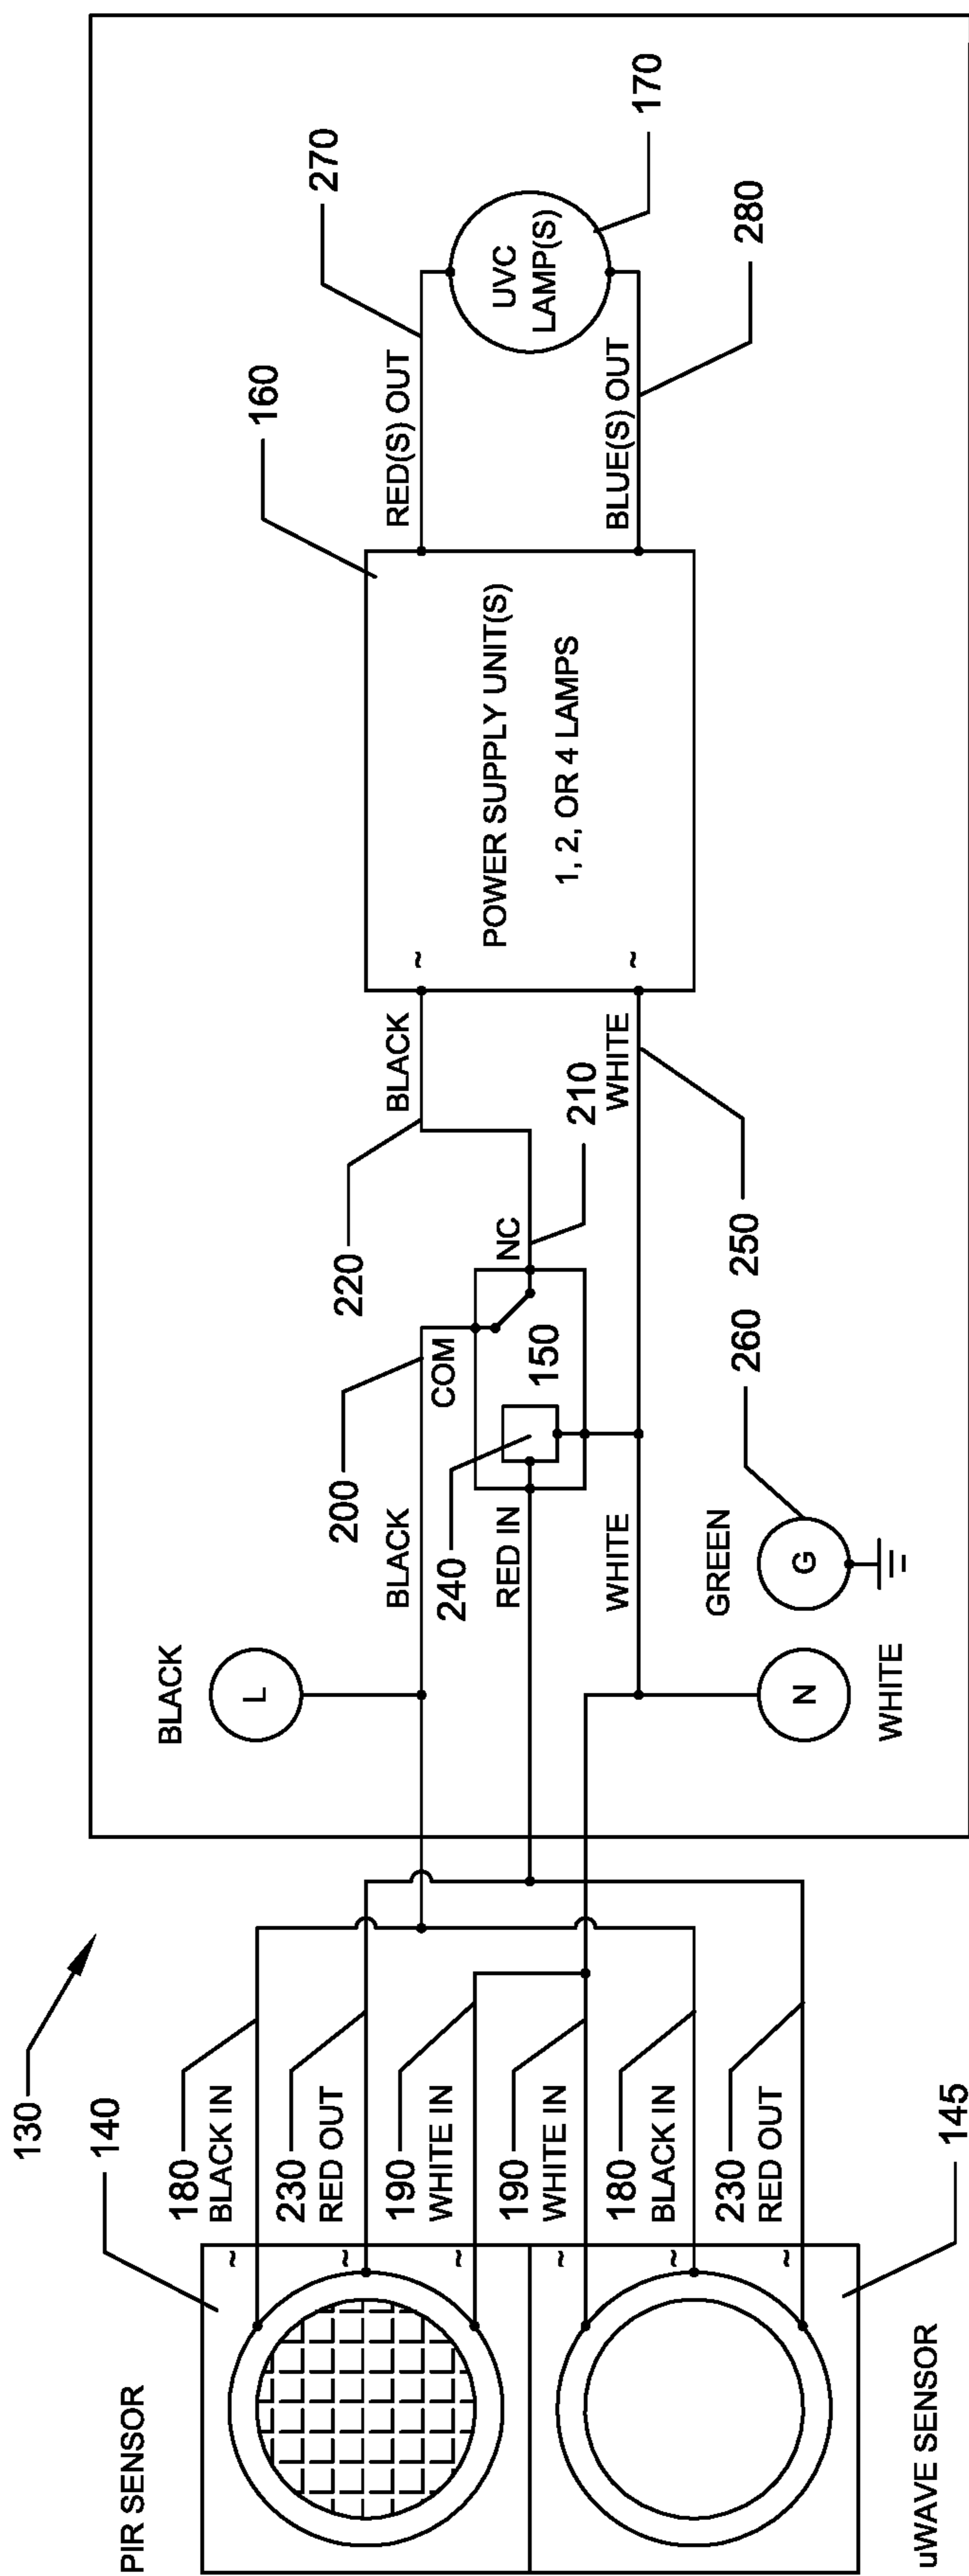 130
140
PIR SENSOR
180
BLACK IN
230
RED OUT
190
WHITE IN
190
WHITE IN
180
BLACK IN
230
RED OUT
145
uWAVE SENSOR
~
~
~
~
~
~
BLACK
L
BLACK
200
COM
240
RED IN
150
NC
210
WHITE
GREEN
G
260
N
WHITE
220
BLACK
WHITE
250
160
~
~
POWER SUPPLY UNIT(S)
1, 2, OR 4 LAMPS
RED(S) OUT
270
BLUE(S) OUT
280
UVC
LAMP(S)
170